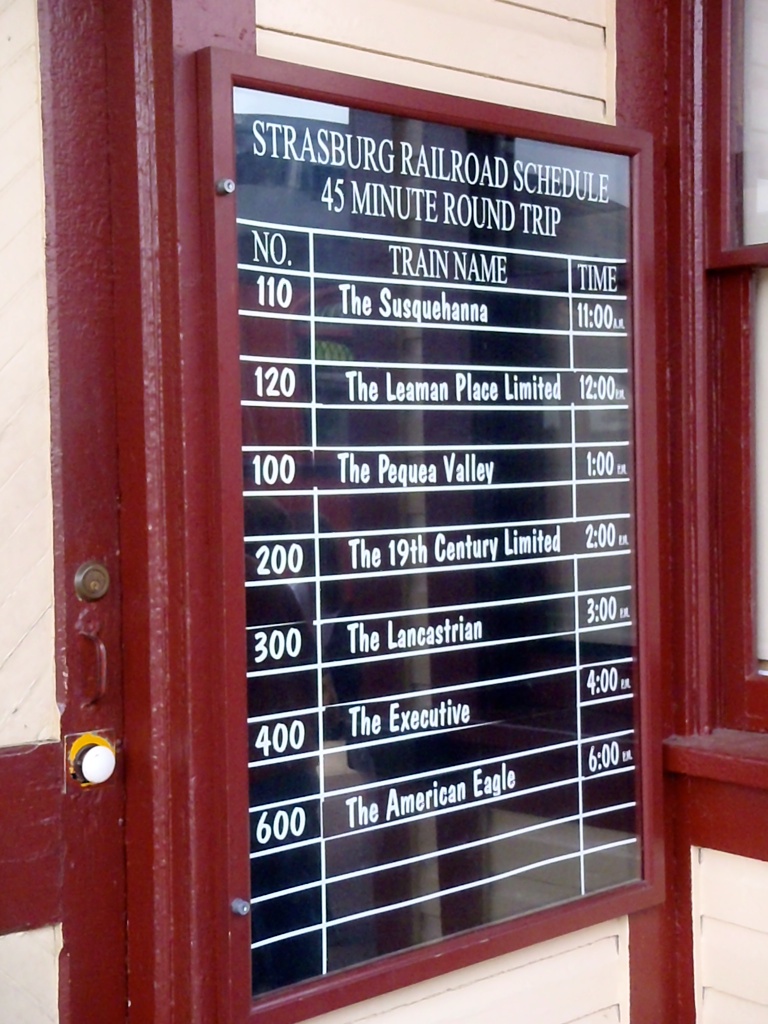 STRASBURG RAILROAD SCHEDULE
45 MINUTE ROUND TRIP
NO. TRAIN NAME TIME
110 The Susquehanna 11:00 A.M.
120 The Leaman Place Limited 12:00 P.M.
100 The Pequea Valley 1:00 P.M.
200 The 19th Century Limited 2:00 P.M.
300 The Lancastrian 3:00 P.M.
400 The Executive 4:00 P.M.
600 The American Eagle 6:00 P.M.